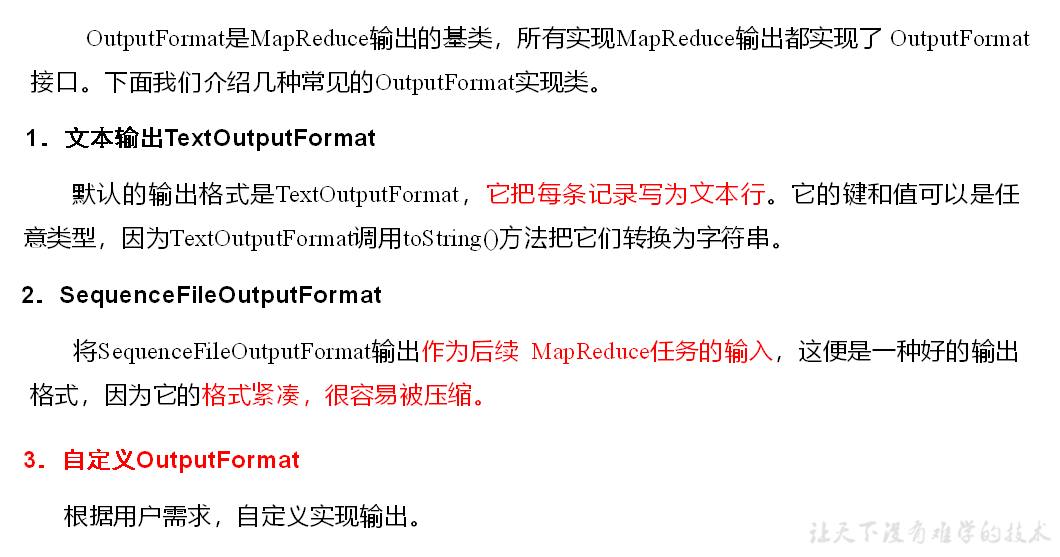 OutputFormat是MapReduce输出的基类，所有实现MapReduce输出都实现了 OutputFormat
接口。下面我们介绍几种常见的OutputFormat实现类。
1．文本输出TextOutputFormat
默认的输出格式是TextOutputFormat，它把每条记录写为文本行。它的键和值可以是任
意类型，因为TextOutputFormat调用toString()方法把它们转换为字符串。
2．SequenceFileOutputFormat
将SequenceFileOutputFormat输出作为后续 MapReduce任务的输入，这便是一种好的输出
格式，因为它的格式紧凑，很容易被压缩。
3．自定义OutputFormat
根据用户需求，自定义实现输出。
让天下没有难学的技术